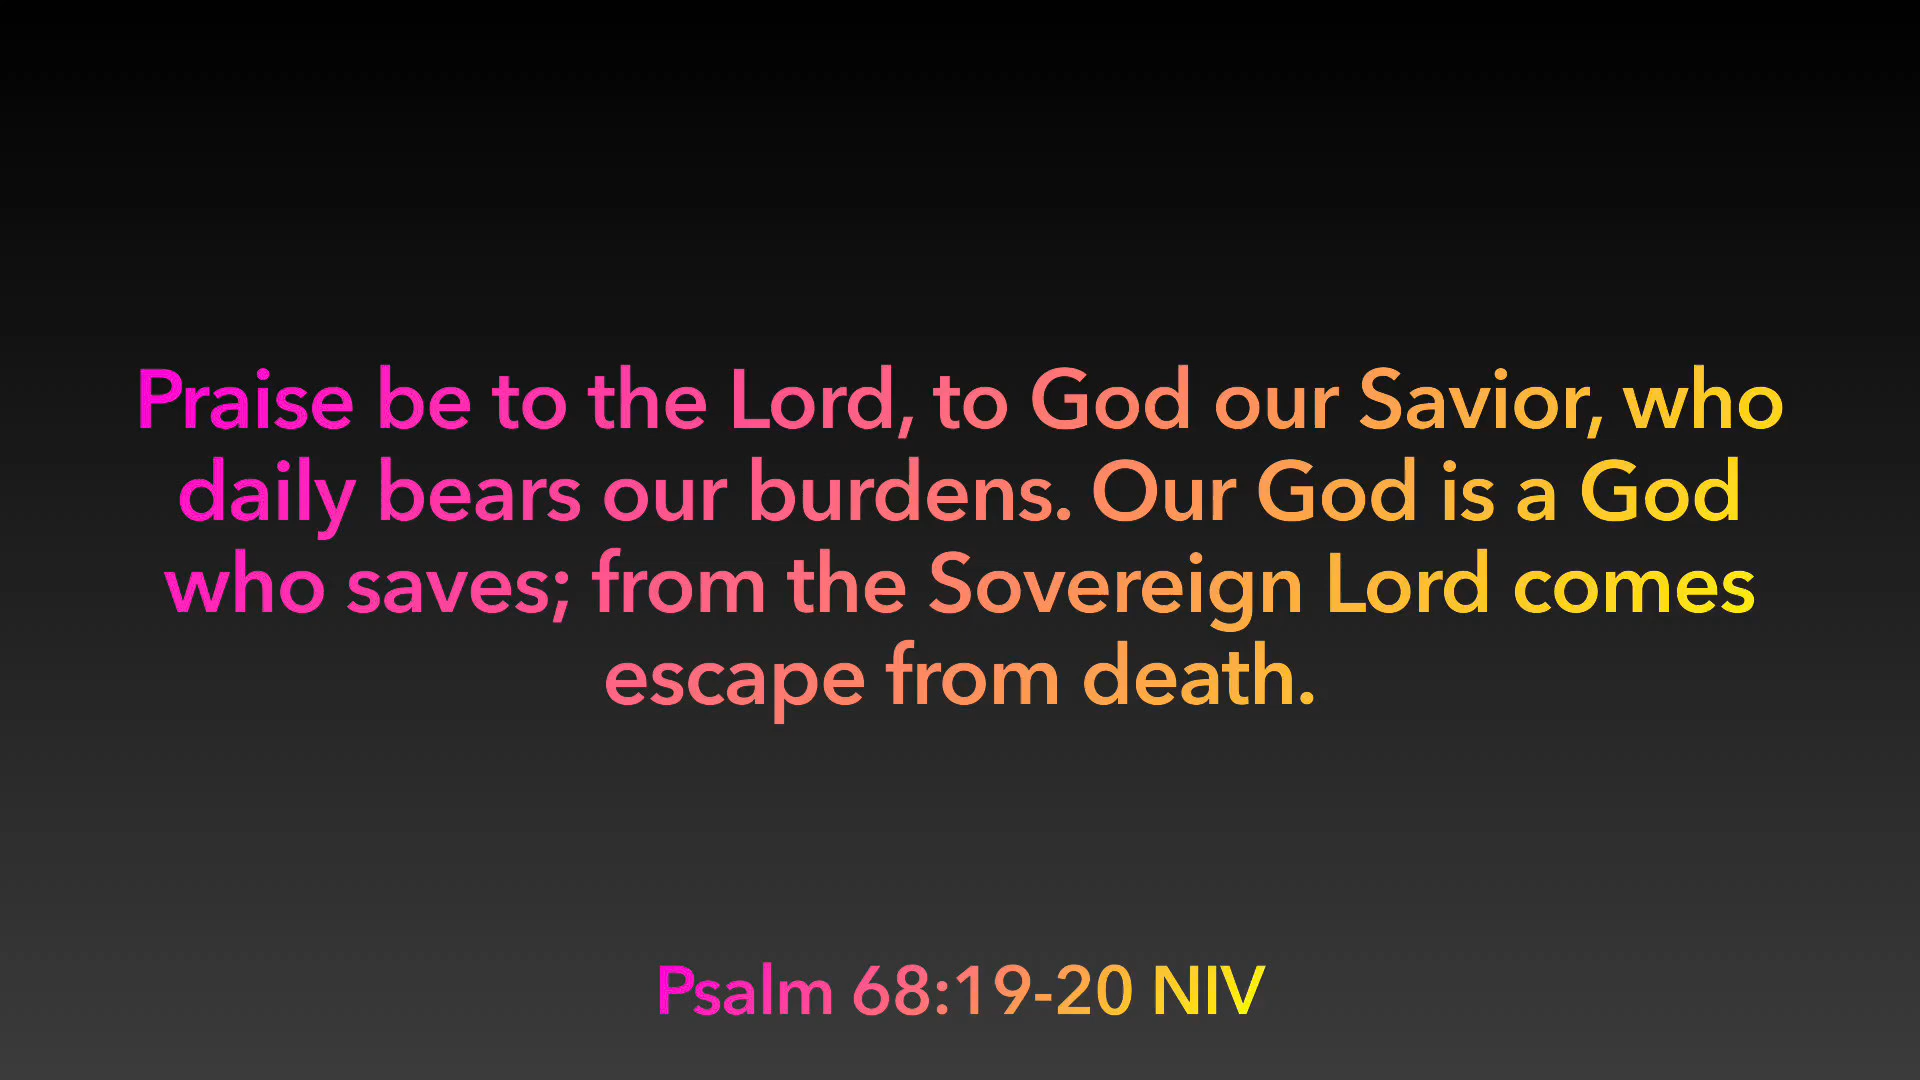 Praise be to the Lord, to God our Savior, who
daily bears our burdens. Our God is a God
who saves; from the Sovereign Lord comes
escape from death.
Psalm 68:19-20 NIV